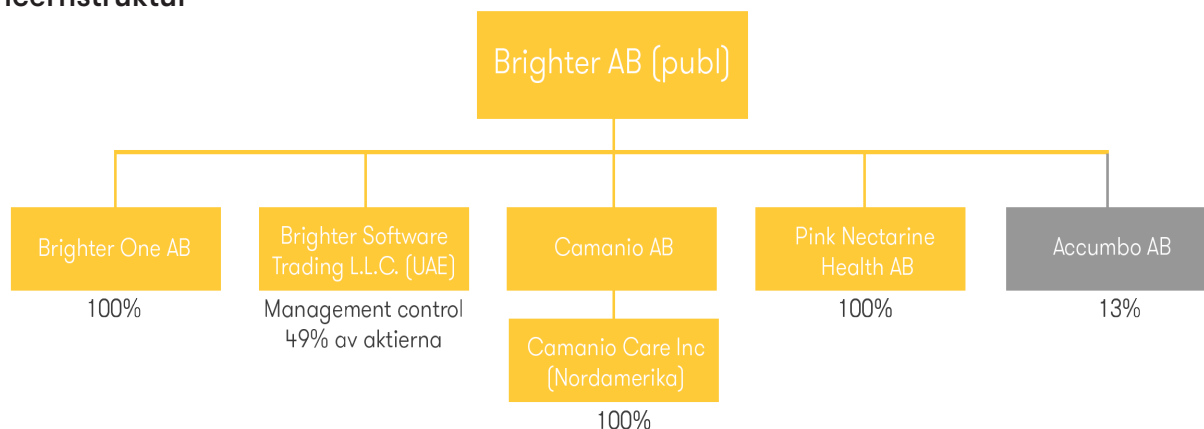 Brighter AB (publ)
Brighter One AB
100%
Brighter Software
Trading L.L.C. (UAE)
Management control
49% av aktierna
Camanio AB
Camanio Care Inc
(Nordamerika)
100%
Pink Nectarine
Health AB
100%
Accumbo AB
13%